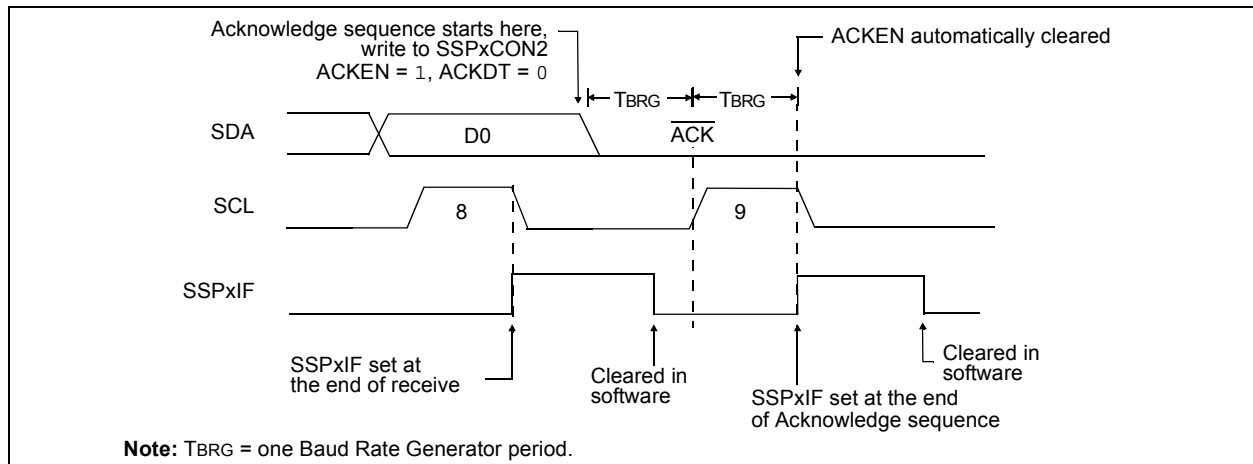 Acknowledge sequence starts here,
write to SSPxCON2
ACKEN = 1, ACKDT = 0
ACKEN automatically cleared
TBRG
TBRG
SDA
D0
ACK
SCL
8
9
SSPxIF
SSPxIF set at
the end of receive
Cleared in
software
SSPxIF set at the end
of Acknowledge sequence
Cleared in
software
Note: TBRG = one Baud Rate Generator period.